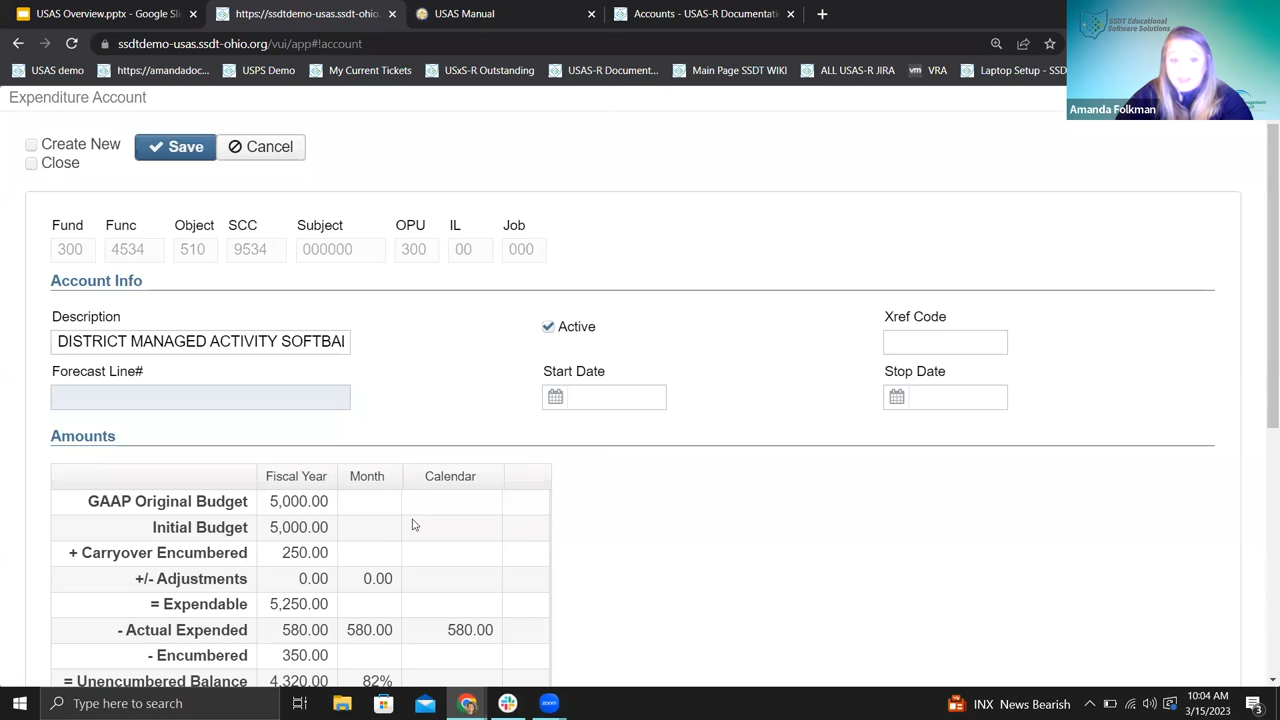 USAS Overview.pptx - Google Sli
https://ssdtdemo-usas.ssdt-ohio.
USAS Manual
Accounts - USAS-R Documentati
ssdtdemo-usas.ssdt-ohio.org/vui/app#!account
USAS demo
https://amandadoc...
USPS Demo
My Current Tickets
USxS-R Outstanding
USAS-R Document...
Main Page SSDT WIKI
ALL USAS-R JIRA
vm VRA
Laptop Setup - SSD
SSDT Educational
Software Solutions
Amanda Folkman
Expenditure Account
Create New
Close
Save
Cancel
Fund Func Object SCC Subject OPU IL Job
300 4534 510 9534 000000 300 00 000
Account Info
Description
Active
Xref Code
DISTRICT MANAGED ACTIVITY SOFTBAL
Forecast Line#
Start Date
Stop Date
Amounts
Fiscal Year Month Calendar
GAAP Original Budget 5,000.00
Initial Budget 5,000.00
+ Carryover Encumbered 250.00
+/- Adjustments 0.00 0.00
= Expendable 5,250.00
- Actual Expended 580.00 580.00 580.00
- Encumbered 350.00
= Unencumbered Balance 4,320.00 82%
Type here to search
zoom
INX News Bearish
10:04 AM
3/15/2023
3